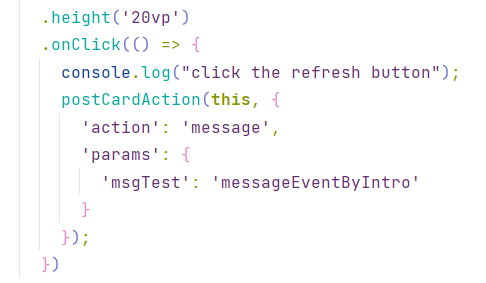 .height('20vp')
.onClick(() => {
  console.log("click the refresh button");
  postCardAction(this, {
    'action': 'message',
    'params': {
      'msgTest': 'messageEventByIntro'
    }
  });
})